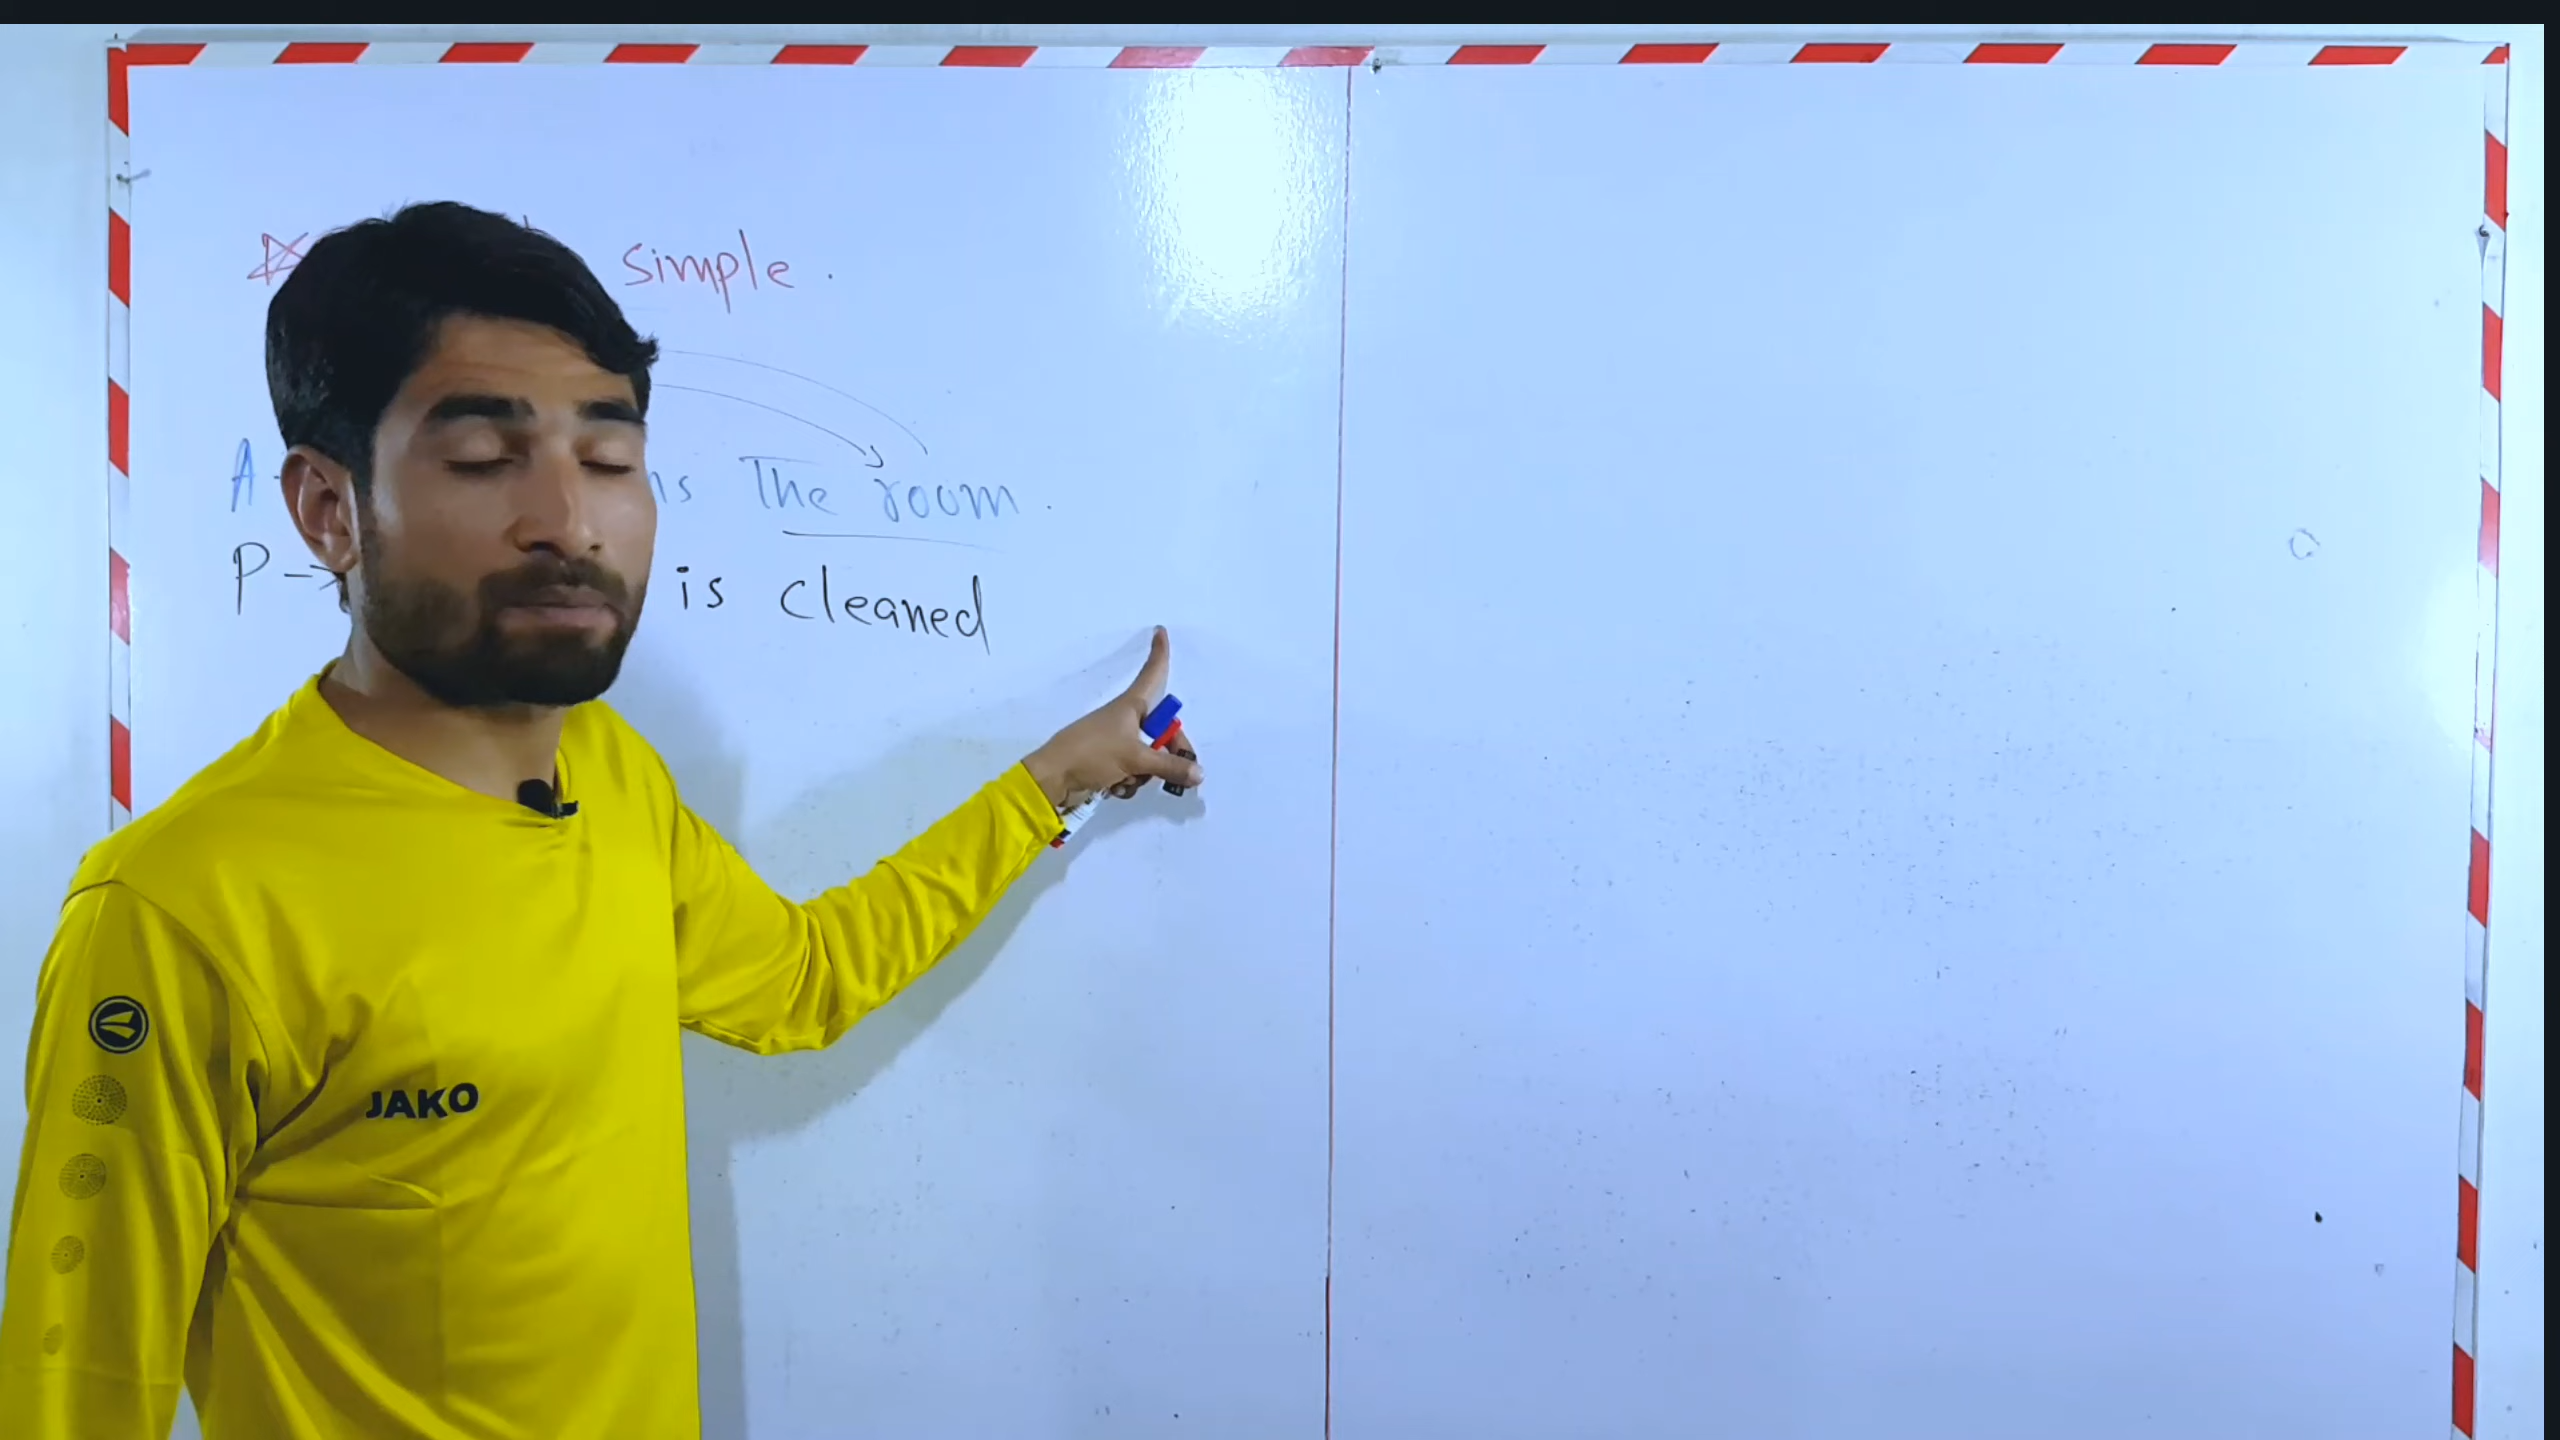 simple.
A- ns The room.
P-> is cleaned
JAKO